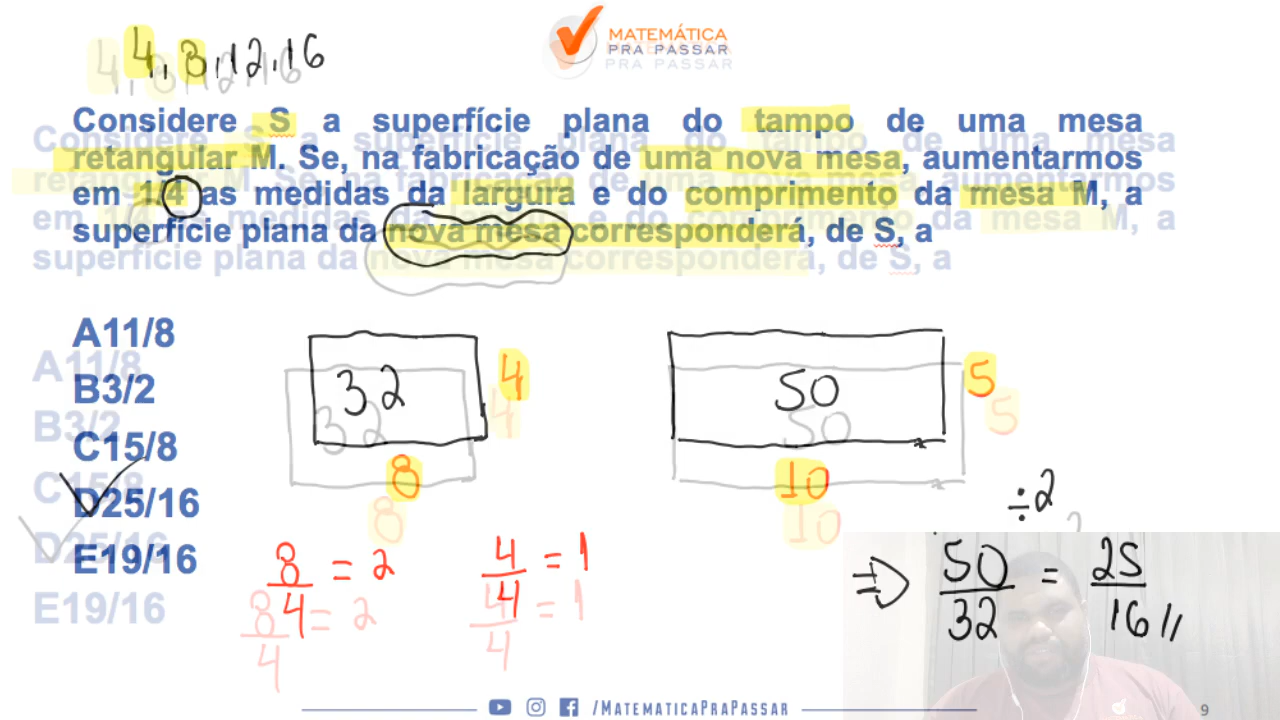 4, 8, 12, 16
MATEMÁTICA
PRA PASSAR
Considere S a superfície plana do tampo de uma mesa
retangular M. Se, na fabricação de uma nova mesa, aumentarmos
em 1/4 as medidas da largura e do comprimento da mesa M, a
superfície plana da nova mesa corresponderá, de S, a
A11/8
B3/2
C15/8
D25/16
E19/16
32
4
8
50
5
10
8/4 = 2
4/4 = 1
÷2
⇒ 50/32 = 25/16 //
/MATEMATICAPRAPASSAR
9